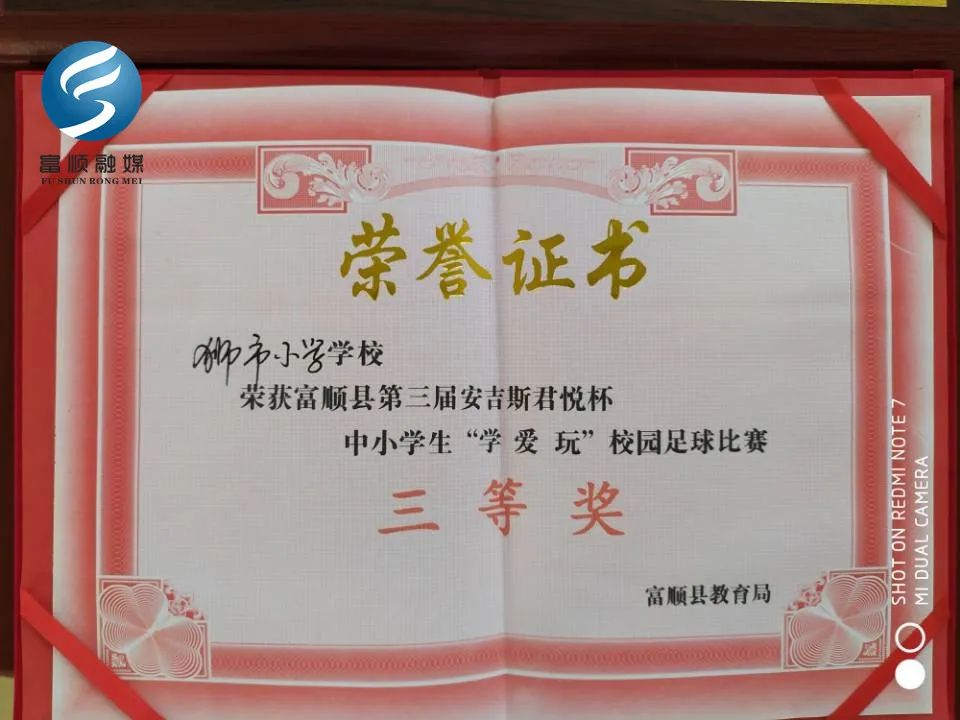 富顺融媒
FU SHUN RONG MEI
荣誉证书
狮市小学学校
荣获富顺县第三届安吉斯君悦杯
中小学生“学 爱 玩”校园足球比赛
三等奖
富顺县教育局
SHOT ON REDMI NOTE 7
MI DUAL CAMERA